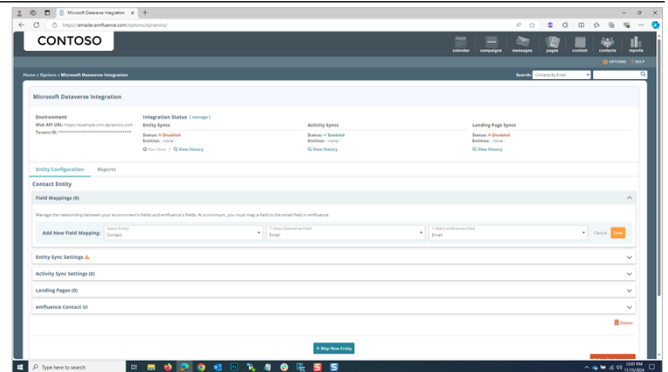 Microsoft Dataverse Integration
https://emailer.emfluence.com/options/dynamics/
CONTOSO
calendar campaigns messages pages content contacts reports
OPTIONS ? HELP
Home > Options > Microsoft Dataverse Integration
Search: Contacts By Email
Microsoft Dataverse Integration
Environment
Web API URL: https://example.crm.dynamics.com
Tenant ID: ********************************
Integration Status [ manage ]
Entity Syncs
Status: × Disabled
Entities: - none -
Run Now | View History
Activity Syncs
Status: ✓ Enabled
Entities: - none -
View History
Landing Page Syncs
Status: × Disabled
Entities: - none -
View History
Entity Configuration Reports
Contact Entity
Field Mappings (0)
Manage the relationship between your environment's fields and emfluence's fields. At a minimum, you must map a field to the email field in emfluence.
Add New Field Mapping:
Select Entity
Contact
* Select Dataverse Field
Email
* Select emfluence Field
Email
Cancel Save
Entity Sync Settings
Activity Sync Settings (0)
Landing Pages (0)
emfluence Contact UI
Delete
+ Map New Entity
Type here to search
12:01 PM
11/15/2024